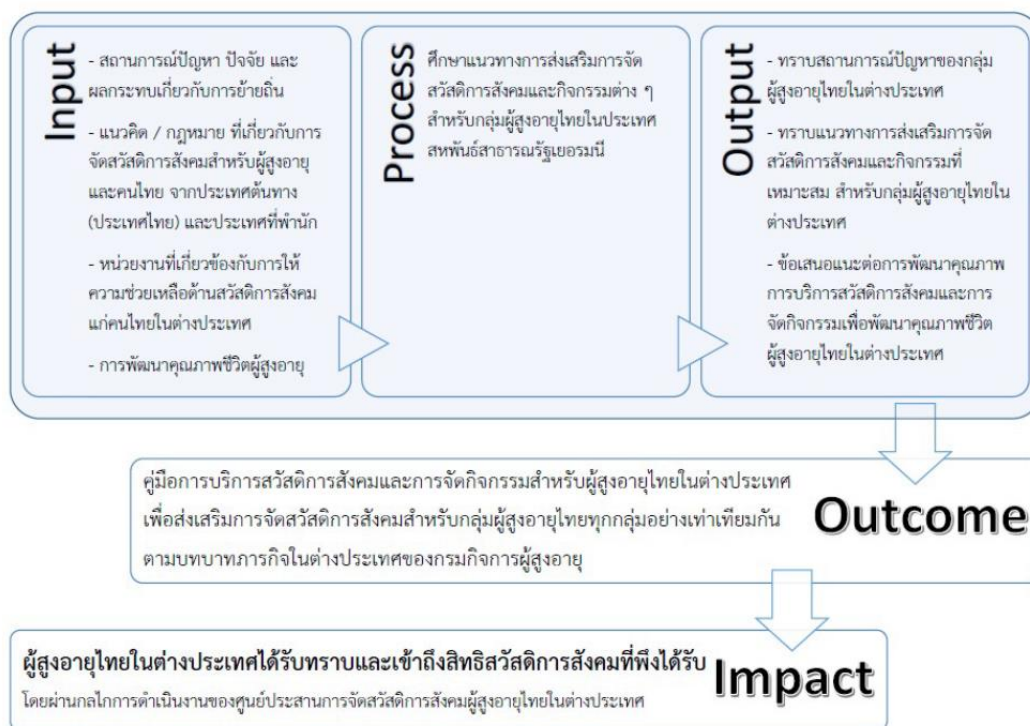 Input
- สถานการณ์ปัญหา ปัจจัย และ
ผลกระทบเกี่ยวกับการย้ายถิ่น
- แนวคิด / กฎหมาย ที่เกี่ยวกับการ
จัดสวัสดิการสังคมสำหรับผู้สูงอายุ
และคนไทย จากประเทศต้นทาง
(ประเทศไทย) และประเทศที่พำนัก
- หน่วยงานที่เกี่ยวข้องกับการให้
ความช่วยเหลือด้านสวัสดิการสังคม
แก่คนไทยในต่างประเทศ
- การพัฒนาคุณภาพชีวิตผู้สูงอายุ
Process
ศึกษาแนวทางการส่งเสริมการจัด
สวัสดิการสังคมและกิจกรรมต่าง ๆ
สำหรับกลุ่มผู้สูงอายุไทยในประเทศ
สหพันธ์สาธารณรัฐเยอรมนี
Output
- ทราบสถานการณ์ปัญหาของกลุ่ม
ผู้สูงอายุไทยในต่างประเทศ
- ทราบแนวทางการส่งเสริมการจัด
สวัสดิการสังคมและกิจกรรมที่
เหมาะสม สำหรับกลุ่มผู้สูงอายุไทยใน
ต่างประเทศ
- ข้อเสนอแนะต่อการพัฒนาคุณภาพ
การบริการสวัสดิการสังคมและการ
จัดกิจกรรมเพื่อพัฒนาคุณภาพชีวิต
ผู้สูงอายุไทยในต่างประเทศ
คู่มือการบริการสวัสดิการสังคมและการจัดกิจกรรมสำหรับผู้สูงอายุไทยในต่างประเทศ
เพื่อส่งเสริมการจัดสวัสดิการสังคมสำหรับกลุ่มผู้สูงอายุไทยทุกกลุ่มอย่างเท่าเทียมกัน
ตามบทบาทภารกิจในต่างประเทศของกรมกิจการผู้สูงอายุ
Outcome
ผู้สูงอายุไทยในต่างประเทศได้รับทราบและเข้าถึงสิทธิสวัสดิการสังคมที่พึงได้รับ
โดยผ่านกลไกการดำเนินงานของศูนย์ประสานการจัดสวัสดิการสังคมผู้สูงอายุไทยในต่างประเทศ
Impact